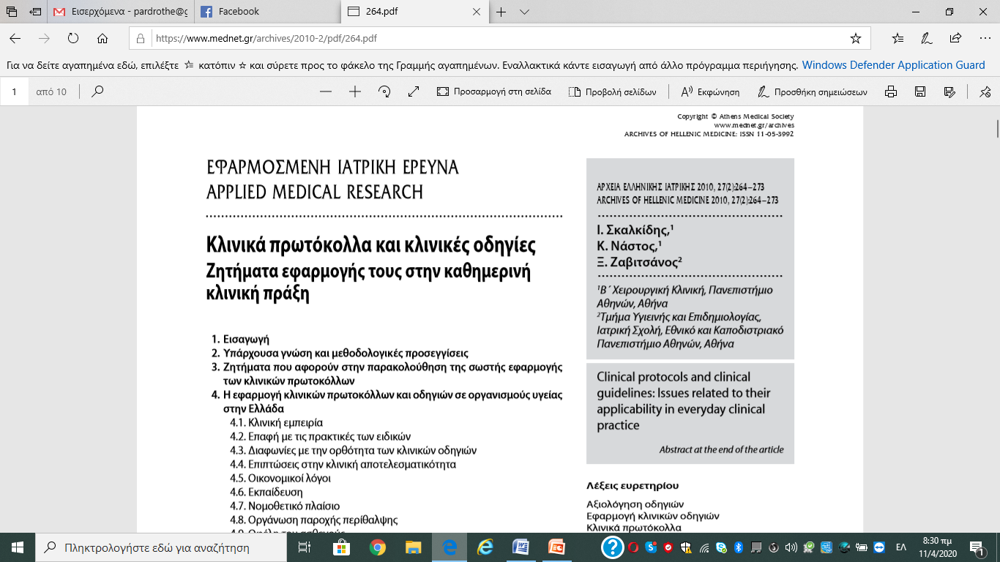 Εισερχόμενα - pardrothe@g
Facebook
264.pdf
https://www.mednet.gr/archives/2010-2/pdf/264.pdf
Για να δείτε αγαπημένα εδώ, επιλέξτε κατόπιν και σύρετε προς το φάκελο της Γραμμής αγαπημένων. Εναλλακτικά κάντε εισαγωγή από άλλο πρόγραμμα περιήγησης. Windows Defender Application Guard
1 από 10 Προσαρμογή στη σελίδα Προβολή σελίδων Εκφώνηση Προσθήκη σημειώσεων
Copyright © Athens Medical Society
www.mednet.gr/archives
ARCHIVES OF HELLENIC MEDICINE: ISSN 11-05-3992
ΕΦΑΡΜΟΣΜΕΝΗ ΙΑΤΡΙΚΗ ΕΡΕΥΝΑ
APPLIED MEDICAL RESEARCH
Κλινικά πρωτόκολλα και κλινικές οδηγίες
Ζητήματα εφαρμογής τους στην καθημερινή
κλινική πράξη
1. Εισαγωγή
2. Υπάρχουσα γνώση και μεθοδολογικές προσεγγίσεις
3. Ζητήματα που αφορούν στην παρακολούθηση της σωστής εφαρμογής
των κλινικών πρωτοκόλλων
4. Η εφαρμογή κλινικών πρωτοκόλλων και οδηγιών σε οργανισμούς υγείας
στην Ελλάδα
4.1. Κλινική εμπειρία
4.2. Επαφή με τις πρακτικές των ειδικών
4.3. Διαφωνίες με την ορθότητα των κλινικών οδηγιών
4.4. Επιπτώσεις στην κλινική αποτελεσματικότητα
4.5. Οικονομικοί λόγοι
4.6. Εκπαίδευση
4.7. Νομοθετικό πλαίσιο
4.8. Οργάνωση παροχής περίθαλψης
ΑΡΧΕΙΑ ΕΛΛΗΝΙΚΗΣ ΙΑΤΡΙΚΗΣ 2010, 27(2):264-273
ARCHIVES OF HELLENIC MEDICINE 2010, 27(2):264-273
Ι. Σκαλκίδης,1
Κ. Νάστος,1
Ξ. Ζαβιτσάνος2
1Β΄ Χειρουργική Κλινική, Πανεπιστήμιο
Αθηνών, Αθήνα
2Τμήμα Υγιεινής και Επιδημιολογίας,
Ιατρική Σχολή, Εθνικό και Καποδιστριακό
Πανεπιστήμιο Αθηνών, Αθήνα
Clinical protocols and clinical
guidelines: Issues related to their
applicability in everyday clinical
practice
Abstract at the end of the article
Λέξεις ευρετηρίου
Αξιολόγηση οδηγιών
Εφαρμογή κλινικών οδηγιών
Κλινικά πρωτόκολλα
Πληκτρολογήστε εδώ για αναζήτηση
ΕΛ
8:30 πμ
11/4/2020